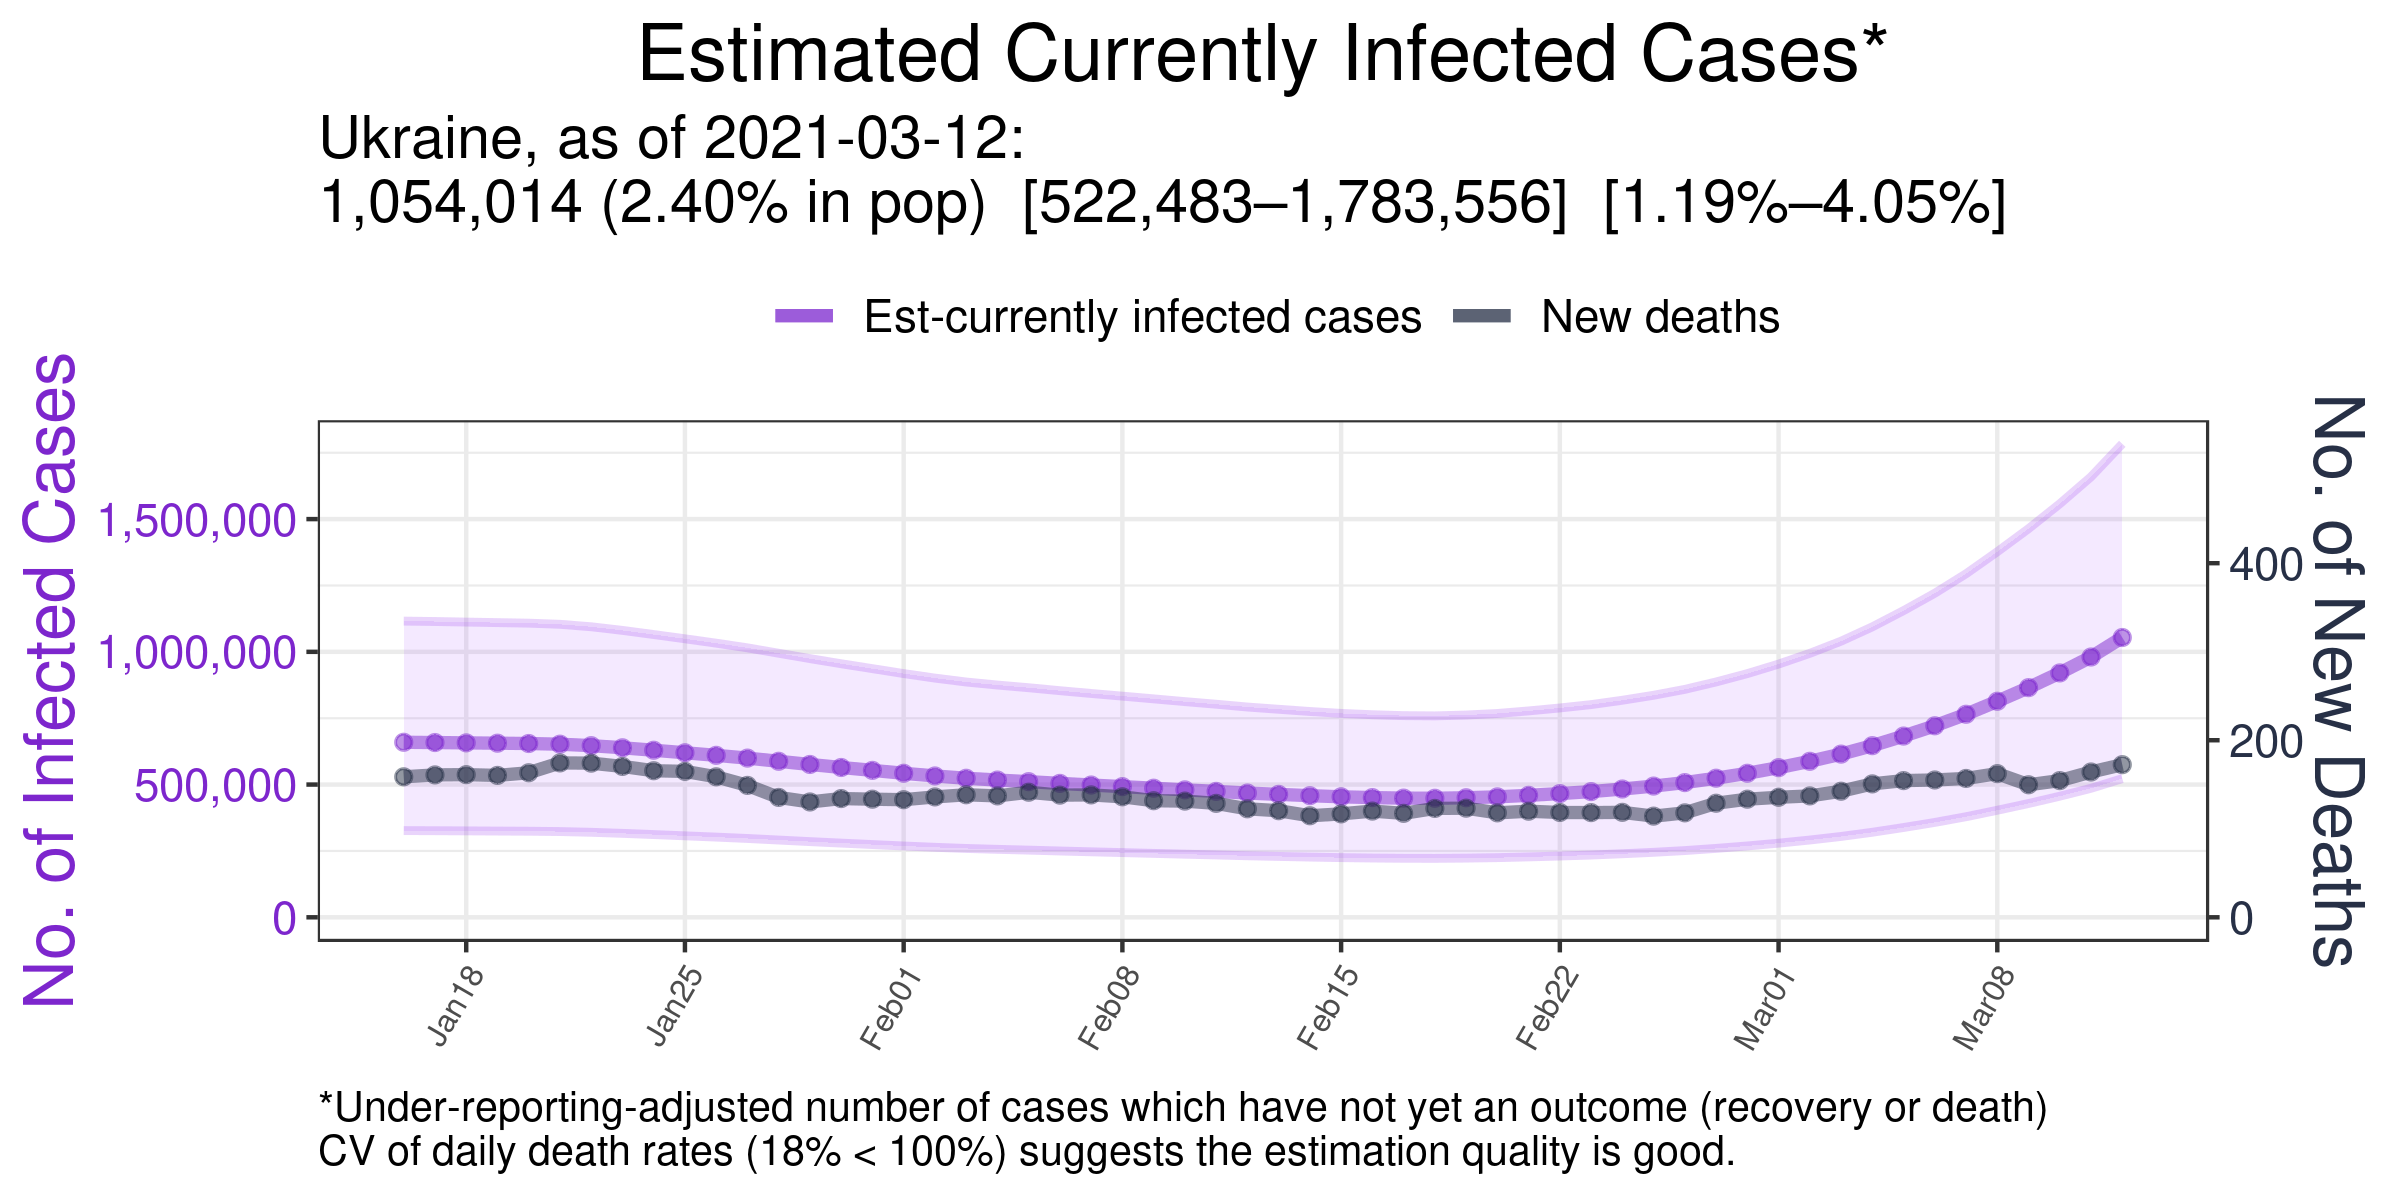 Estimated Currently Infected Cases*
Ukraine, as of 2021-03-12:
1,054,014 (2.40% in pop)  [522,483–1,783,556]  [1.19%–4.05%]
Est-currently infected cases
New deaths
No. of Infected Cases
1,500,000
1,000,000
500,000
0
No. of New Deaths
400
200
0
Jan18
Jan25
Feb01
Feb08
Feb15
Feb22
Mar01
Mar08
*Under-reporting-adjusted number of cases which have not yet an outcome (recovery or death)
CV of daily death rates (18% < 100%) suggests the estimation quality is good.